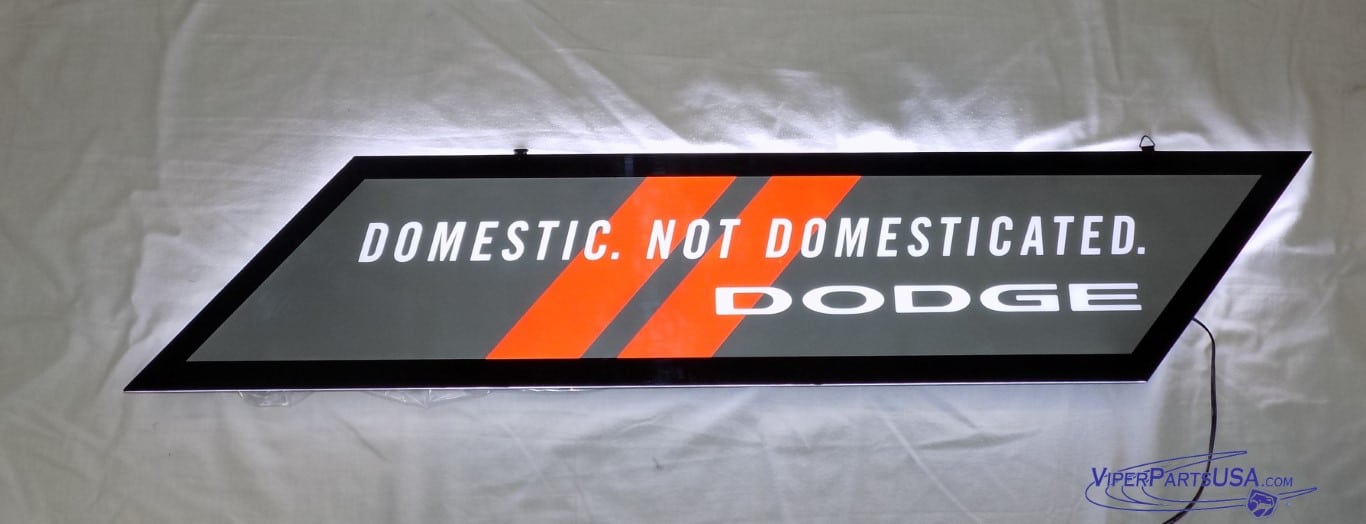 DOMESTIC. NOT DOMESTICATED.
DODGE
VIPERPARTSUSA.COM